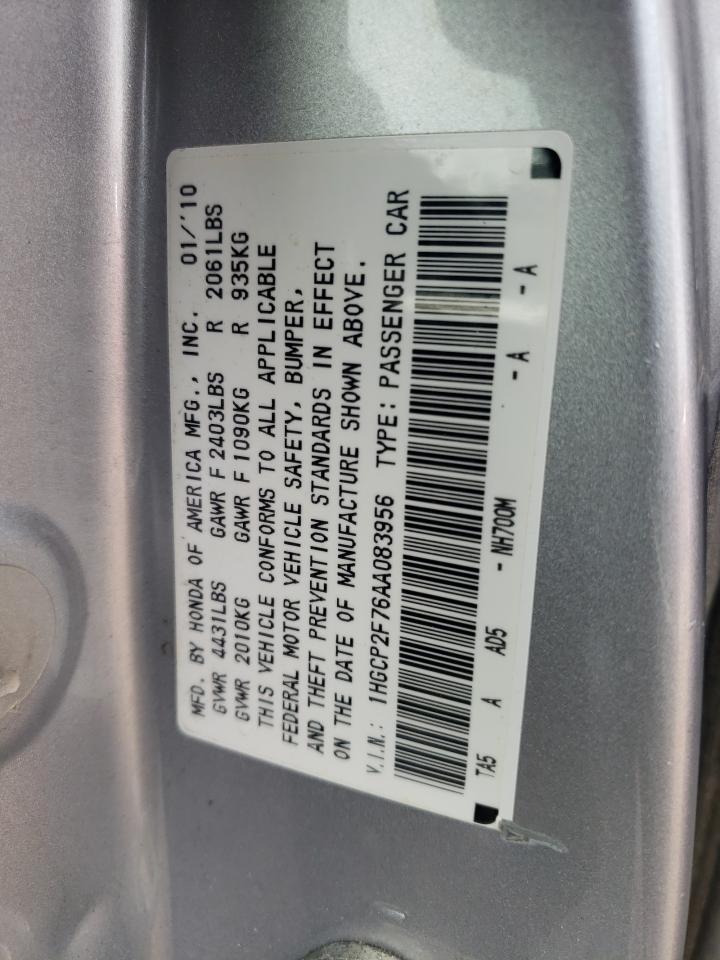 MFD. BY HONDA OF AMERICA MFG., INC. 01/'10
GVWR 4431LBS GAWR F 2403LBS R 2061LBS
GVWR 2010KG GAWR F 1090KG R 935KG
THIS VEHICLE CONFORMS TO ALL APPLICABLE
FEDERAL MOTOR VEHICLE SAFETY, BUMPER,
AND THEFT PREVENTION STANDARDS IN EFFECT
ON THE DATE OF MANUFACTURE SHOWN ABOVE.
V.I.N.: 1HGCP2F76AA083956 TYPE: PASSENGER CAR
TA5 A AD5 - NH700M - A - A